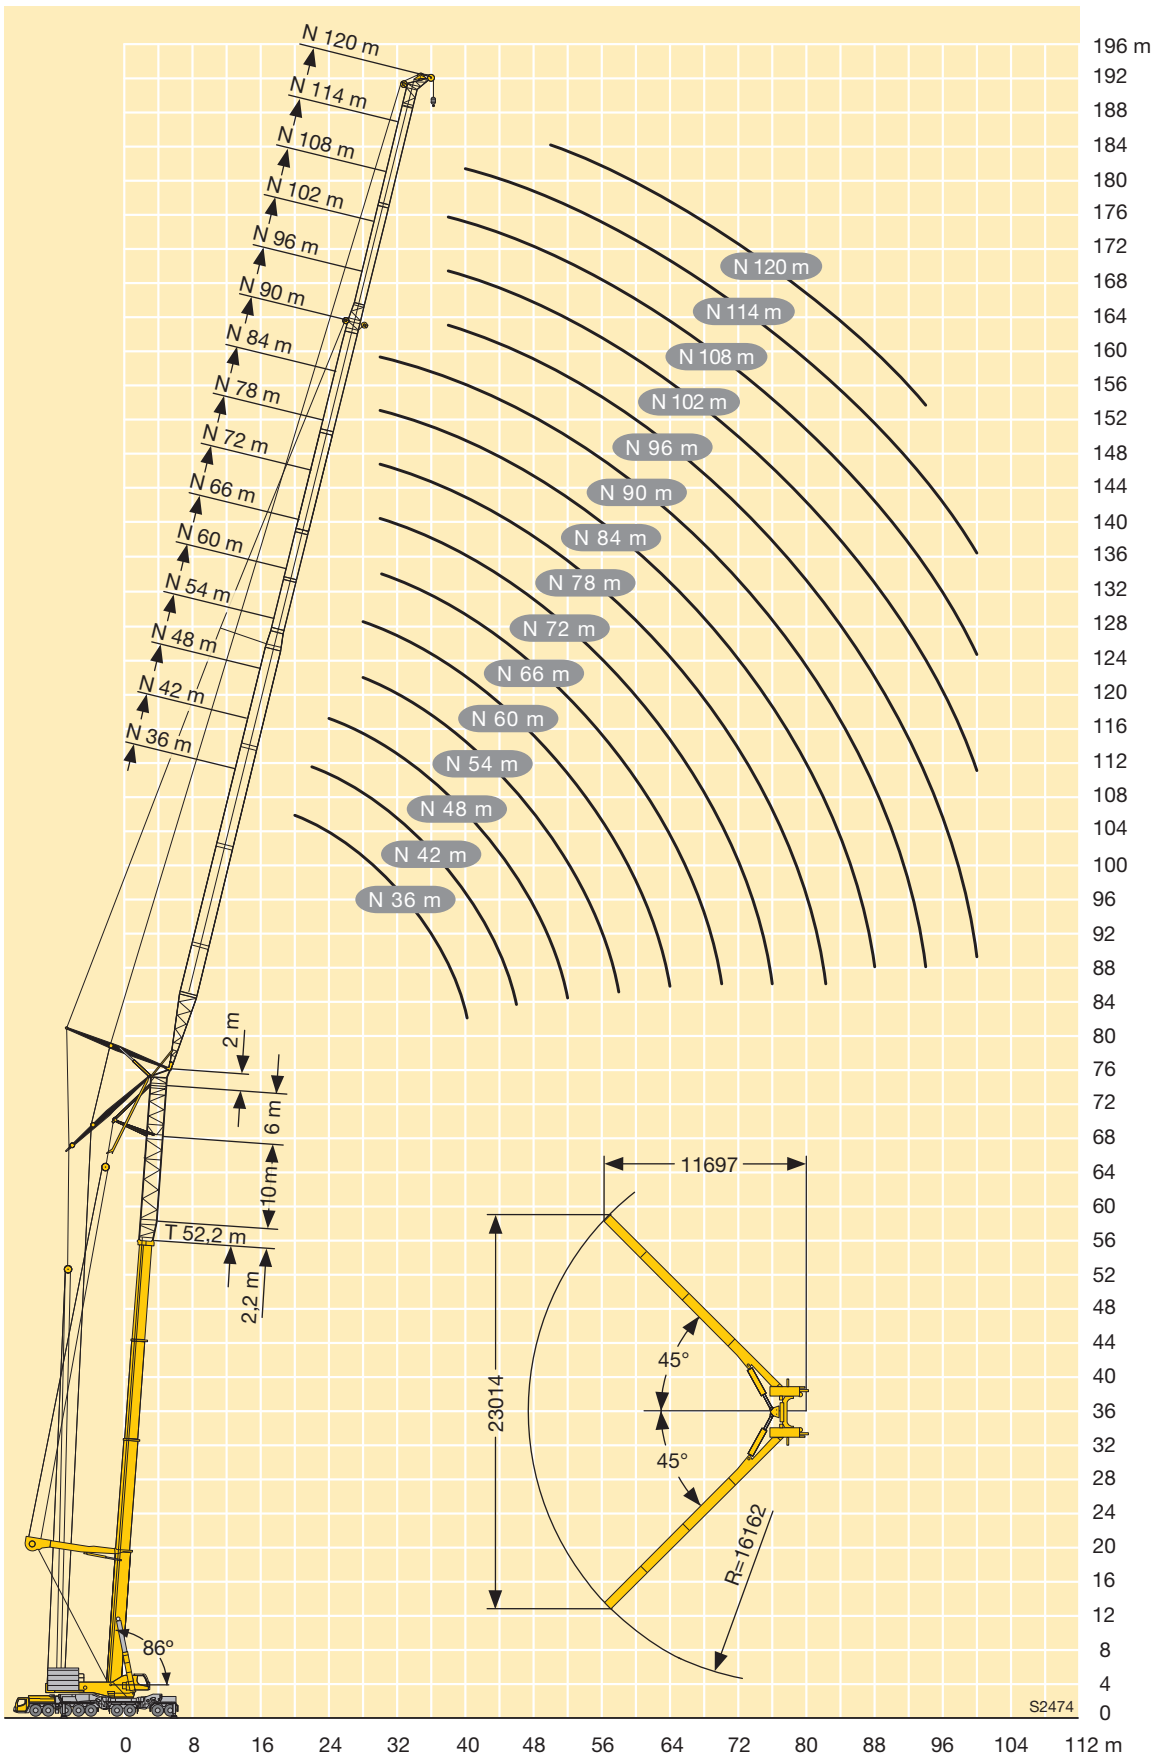 N 120 m
N 114 m
N 108 m
N 102 m
N 96 m
N 90 m
N 84 m
N 78 m
N 72 m
N 66 m
N 60 m
N 54 m
N 48 m
N 42 m
N 36 m
N 120 m
N 114 m
N 108 m
N 102 m
N 96 m
N 90 m
N 84 m
N 78 m
N 72 m
N 66 m
N 60 m
N 54 m
N 48 m
N 42 m
N 36 m
2 m
6 m
10 m
T 52,2 m
2,2 m
86°
11697
23014
45°
45°
R=16162
S2474
196 m
192
188
184
180
176
172
168
164
160
156
152
148
144
140
136
132
128
124
120
116
112
108
104
100
96
92
88
84
80
76
72
68
64
60
56
52
48
44
40
36
32
28
24
20
16
12
8
4
0
0 8 16 24 32 40 48 56 64 72 80 88 96 104 112 m